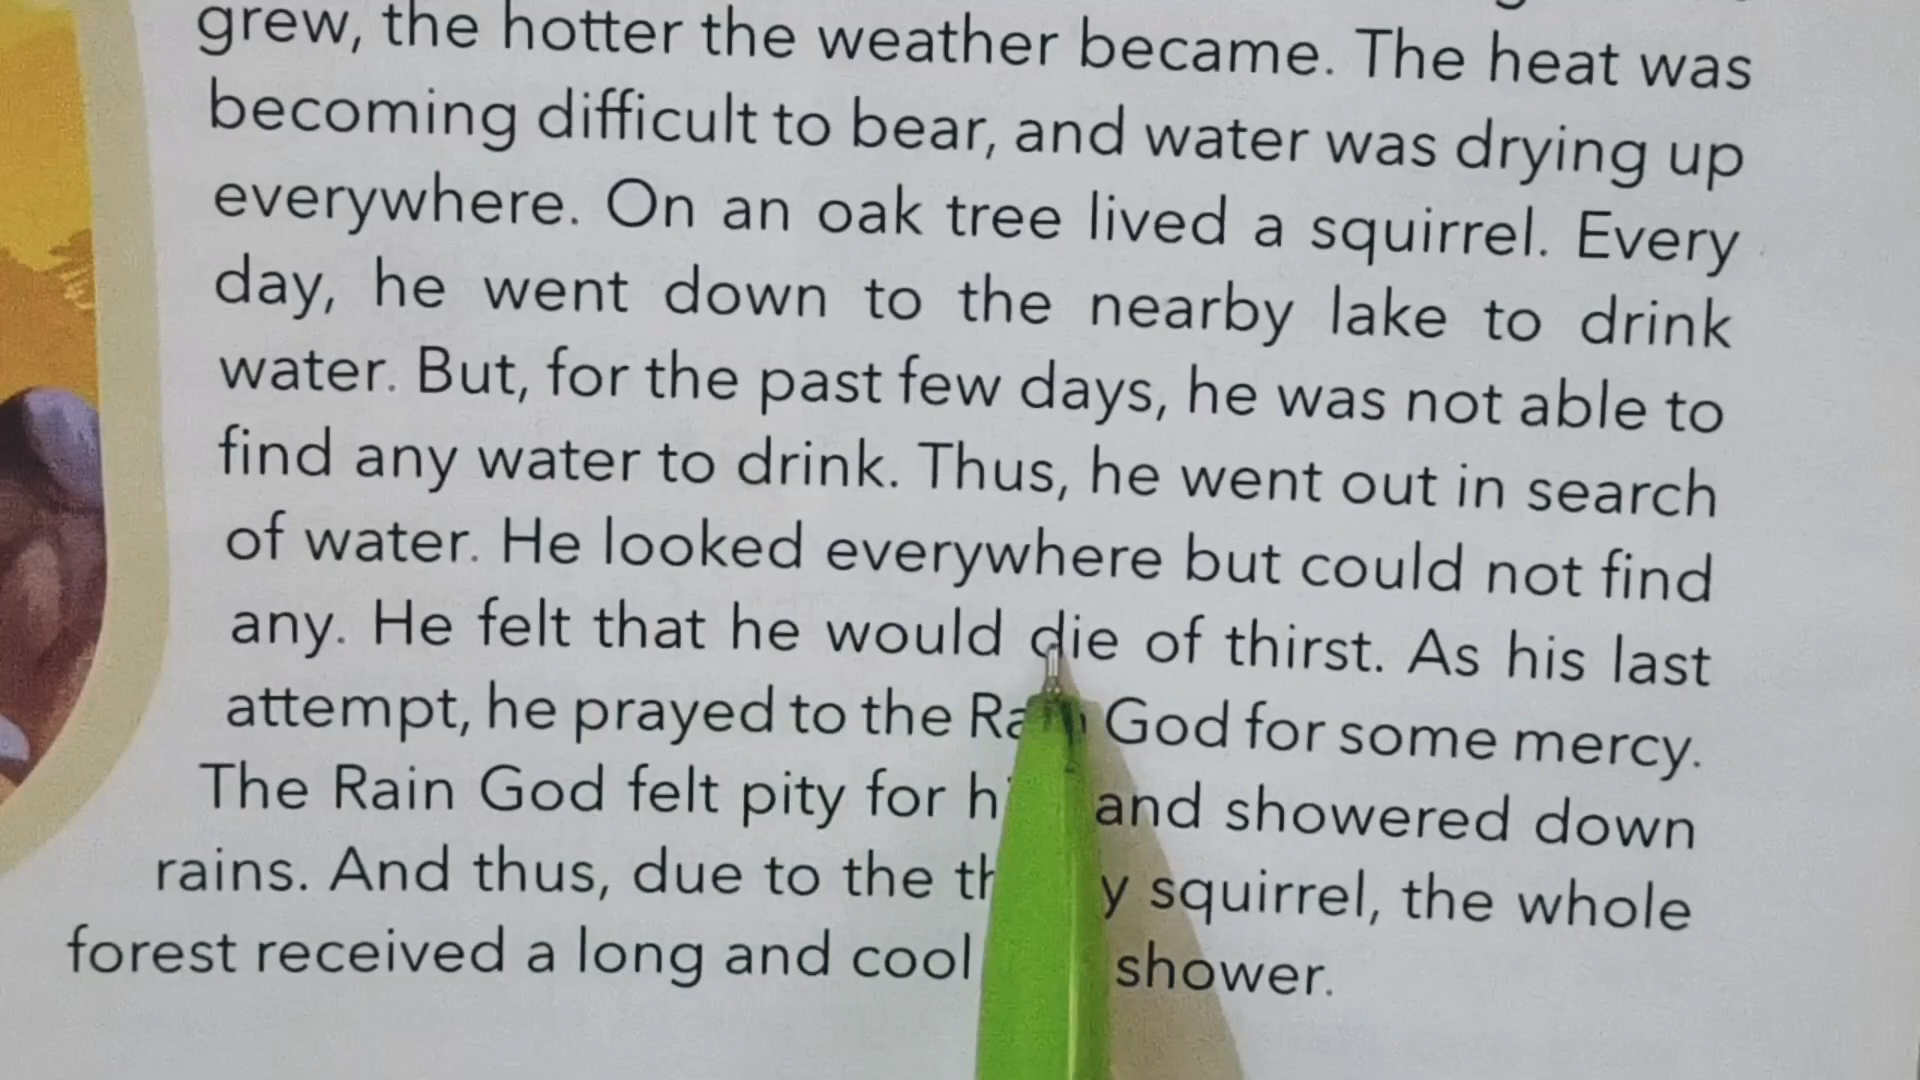 grew, the hotter the weather became. The heat was
becoming difficult to bear, and water was drying up
everywhere. On an oak tree lived a squirrel. Every
day, he went down to the nearby lake to drink
water. But, for the past few days, he was not able to
find any water to drink. Thus, he went out in search
of water. He looked everywhere but could not find
any. He felt that he would die of thirst. As his last
attempt, he prayed to the Rain God for some mercy.
The Rain God felt pity for and showered down
rains. And thus, due to the squirrel, the whole
forest received a long and cool shower.